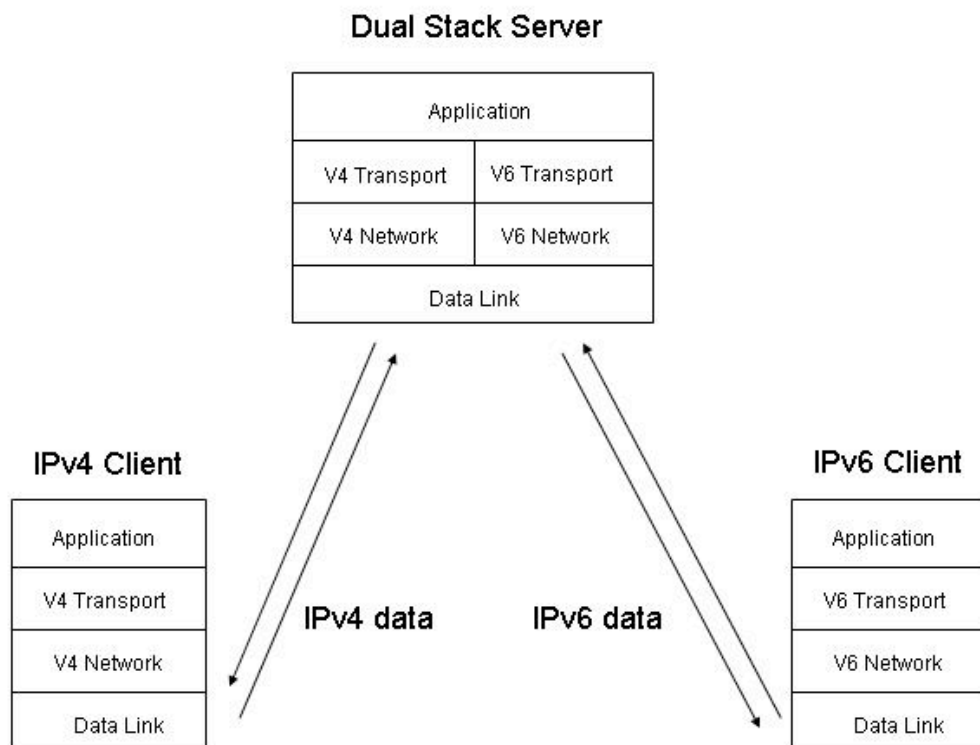 Dual Stack Server
Application
V4 Transport
V6 Transport
V4 Network
V6 Network
Data Link
IPv4 Client
Application
V4 Transport
V4 Network
Data Link
IPv4 data
IPv6 data
IPv6 Client
Application
V6 Transport
V6 Network
Data Link